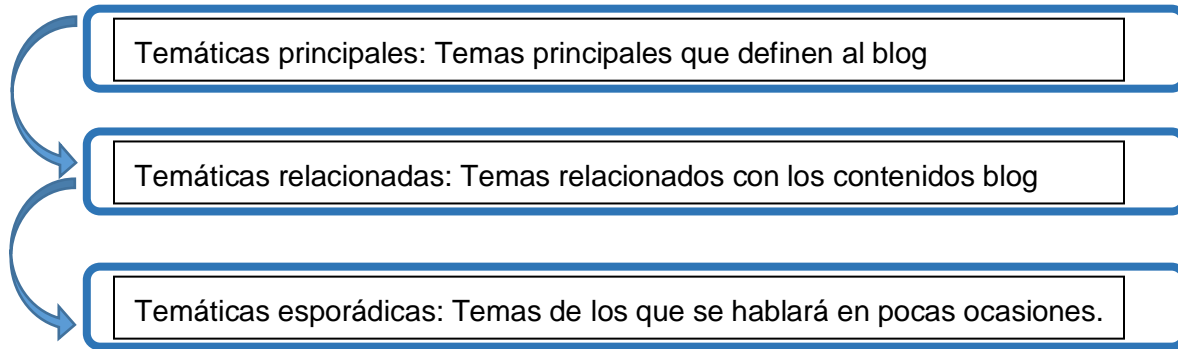 Temáticas principales: Temas principales que definen al blog
Temáticas relacionadas: Temas relacionados con los contenidos blog
Temáticas esporádicas: Temas de los que se hablará en pocas ocasiones.